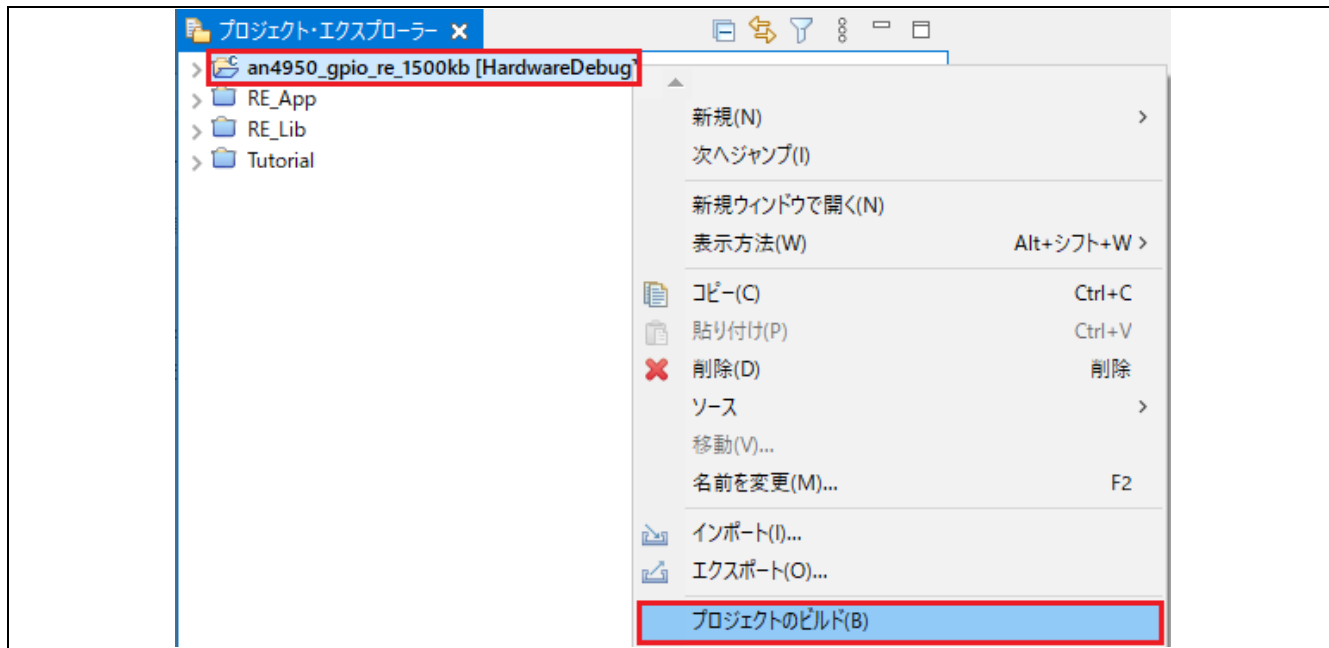 プロジェクト・エクスプローラー
an4950_gpio_re_1500kb [HardwareDebug
RE_App
RE_Lib
Tutorial
新規(N) >
次へジャンプ(I)
新規ウィンドウで開く(N)
表示方法(W) Alt+シフト+W >
コピー(C) Ctrl+C
貼り付け(P) Ctrl+V
削除(D) 削除
ソース >
移動(V)...
名前を変更(M)... F2
インポート(I)...
エクスポート(O)...
プロジェクトのビルド(B)